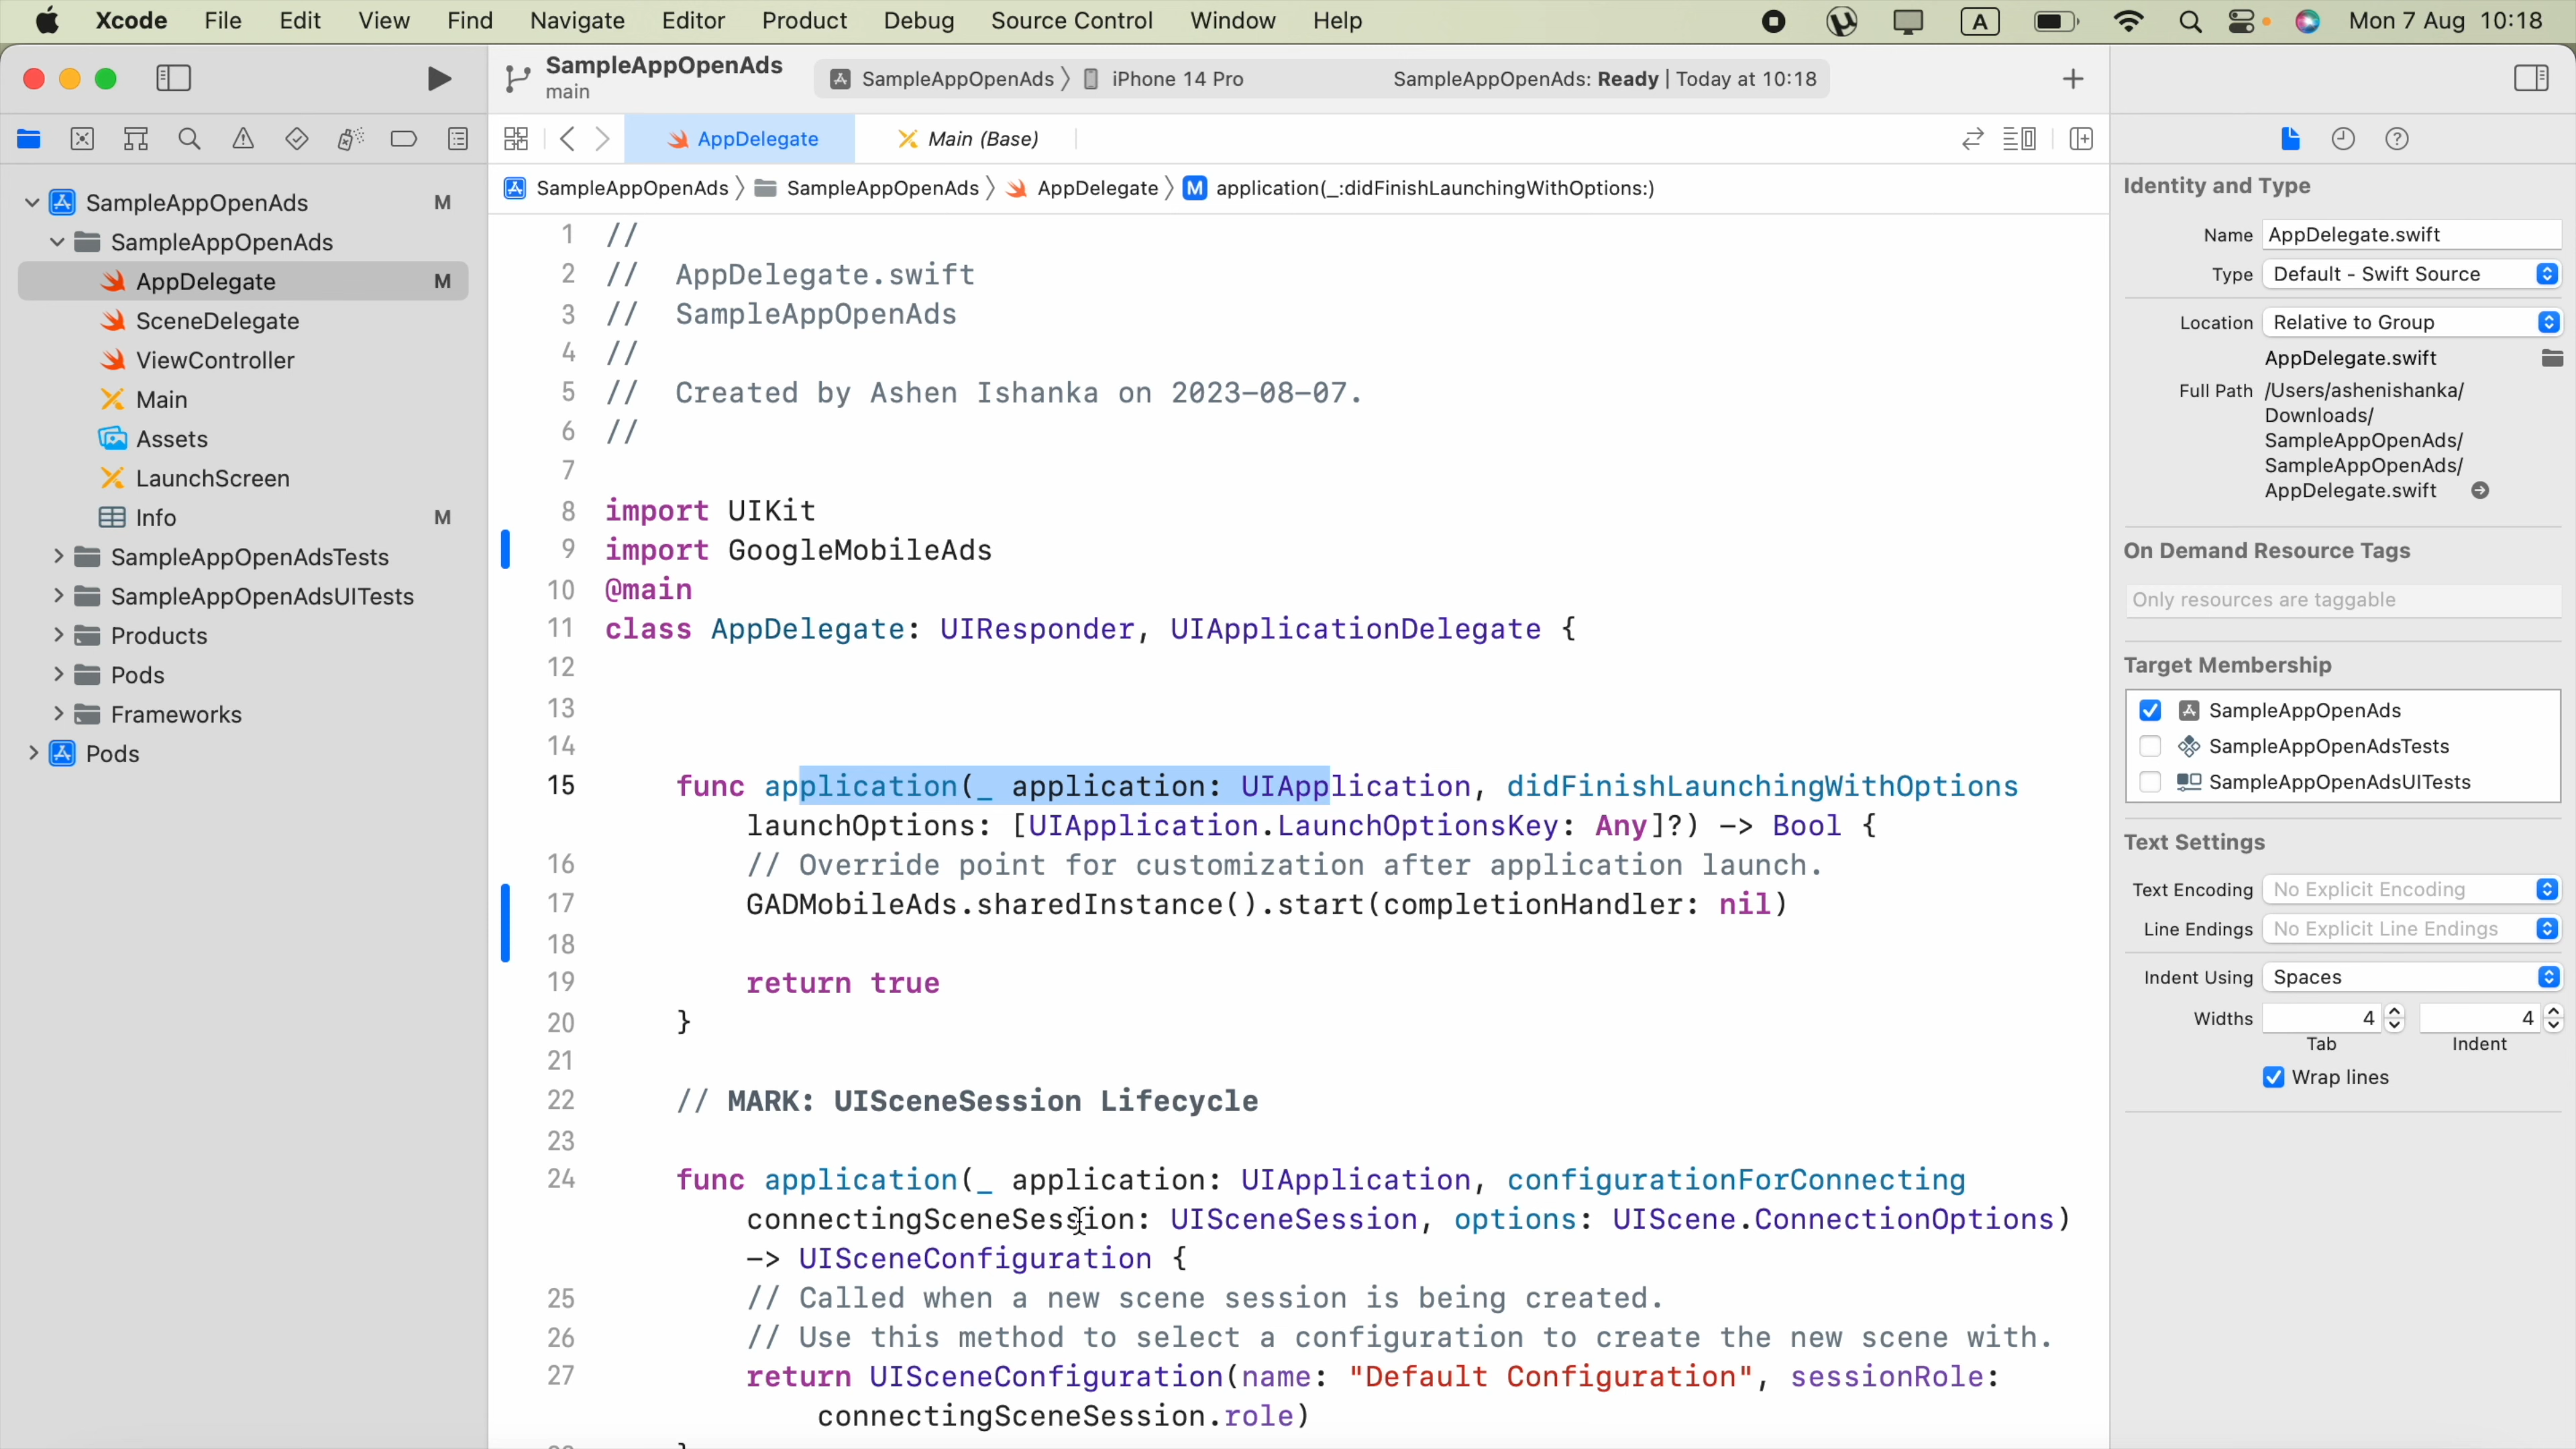 Xcode File Edit View Find Navigate Editor Product Debug Source Control Window Help A Mon 7 Aug 10:18
SampleAppOpenAds
main
SampleAppOpenAds iPhone 14 Pro SampleAppOpenAds: Ready | Today at 10:18
AppDelegate Main (Base)
SampleAppOpenAds SampleAppOpenAds AppDelegate M application(_:didFinishLaunchingWithOptions:)
SampleAppOpenAds M
SampleAppOpenAds
AppDelegate M
SceneDelegate
ViewController
Main
Assets
LaunchScreen
Info M
SampleAppOpenAdsTests
SampleAppOpenAdsUITests
Products
Pods
Frameworks
Pods
1 //
2 // AppDelegate.swift
3 // SampleAppOpenAds
4 //
5 // Created by Ashen Ishanka on 2023-08-07.
6 //
7
8 import UIKit
9 import GoogleMobileAds
10 @main
11 class AppDelegate: UIResponder, UIApplicationDelegate {
12
13
14
15 func application(_ application: UIApplication, didFinishLaunchingWithOptions
launchOptions: [UIApplication.LaunchOptionsKey: Any]?) -> Bool {
16 // Override point for customization after application launch.
17 GADMobileAds.sharedInstance().start(completionHandler: nil)
18
19 return true
20 }
21
22 // MARK: UISceneSession Lifecycle
23
24 func application(_ application: UIApplication, configurationForConnecting
connectingSceneSession: UISceneSession, options: UIScene.ConnectionOptions)
-> UISceneConfiguration {
25 // Called when a new scene session is being created.
26 // Use this method to select a configuration to create the new scene with.
27 return UISceneConfiguration(name: "Default Configuration", sessionRole:
connectingSceneSession.role)
Identity and Type
Name AppDelegate.swift
Type Default - Swift Source
Location Relative to Group
AppDelegate.swift
Full Path /Users/ashenishanka/
Downloads/
SampleAppOpenAds/
SampleAppOpenAds/
AppDelegate.swift
On Demand Resource Tags
Only resources are taggable
Target Membership
SampleAppOpenAds
SampleAppOpenAdsTests
SampleAppOpenAdsUITests
Text Settings
Text Encoding No Explicit Encoding
Line Endings No Explicit Line Endings
Indent Using Spaces
Widths 4 4
Tab Indent
Wrap lines